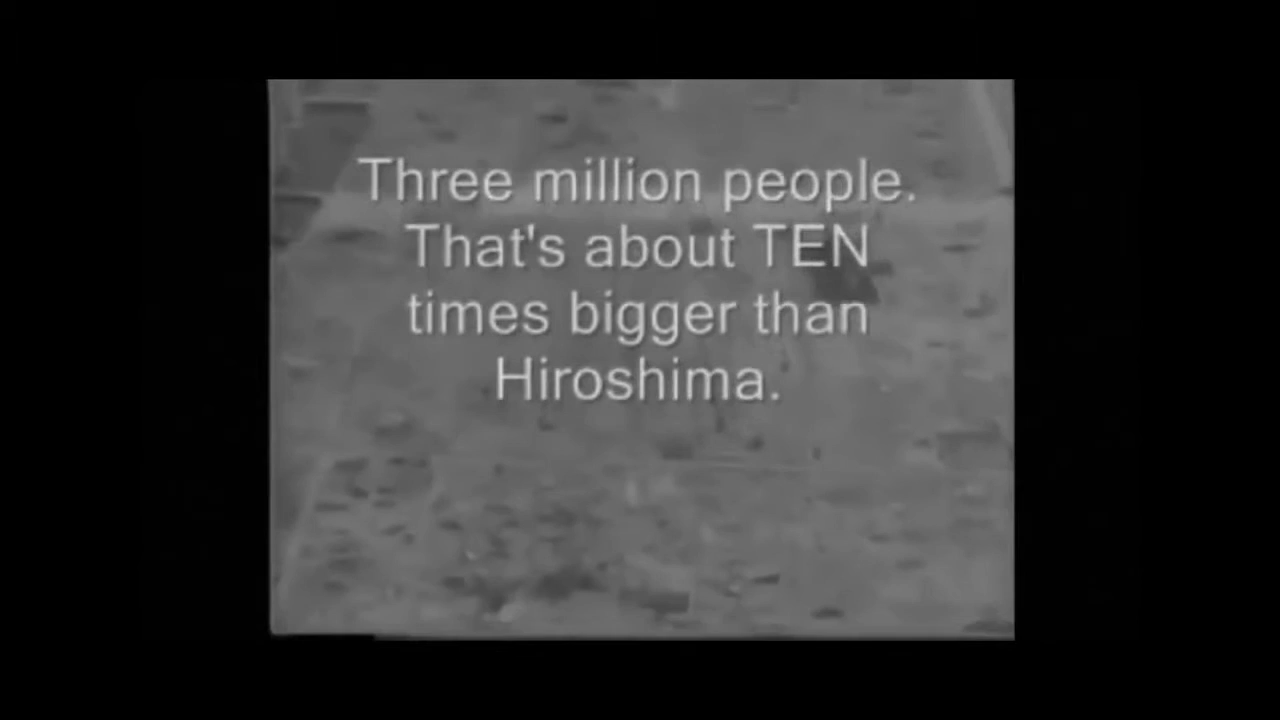 Three million people.
That's about TEN
times bigger than
Hiroshima.